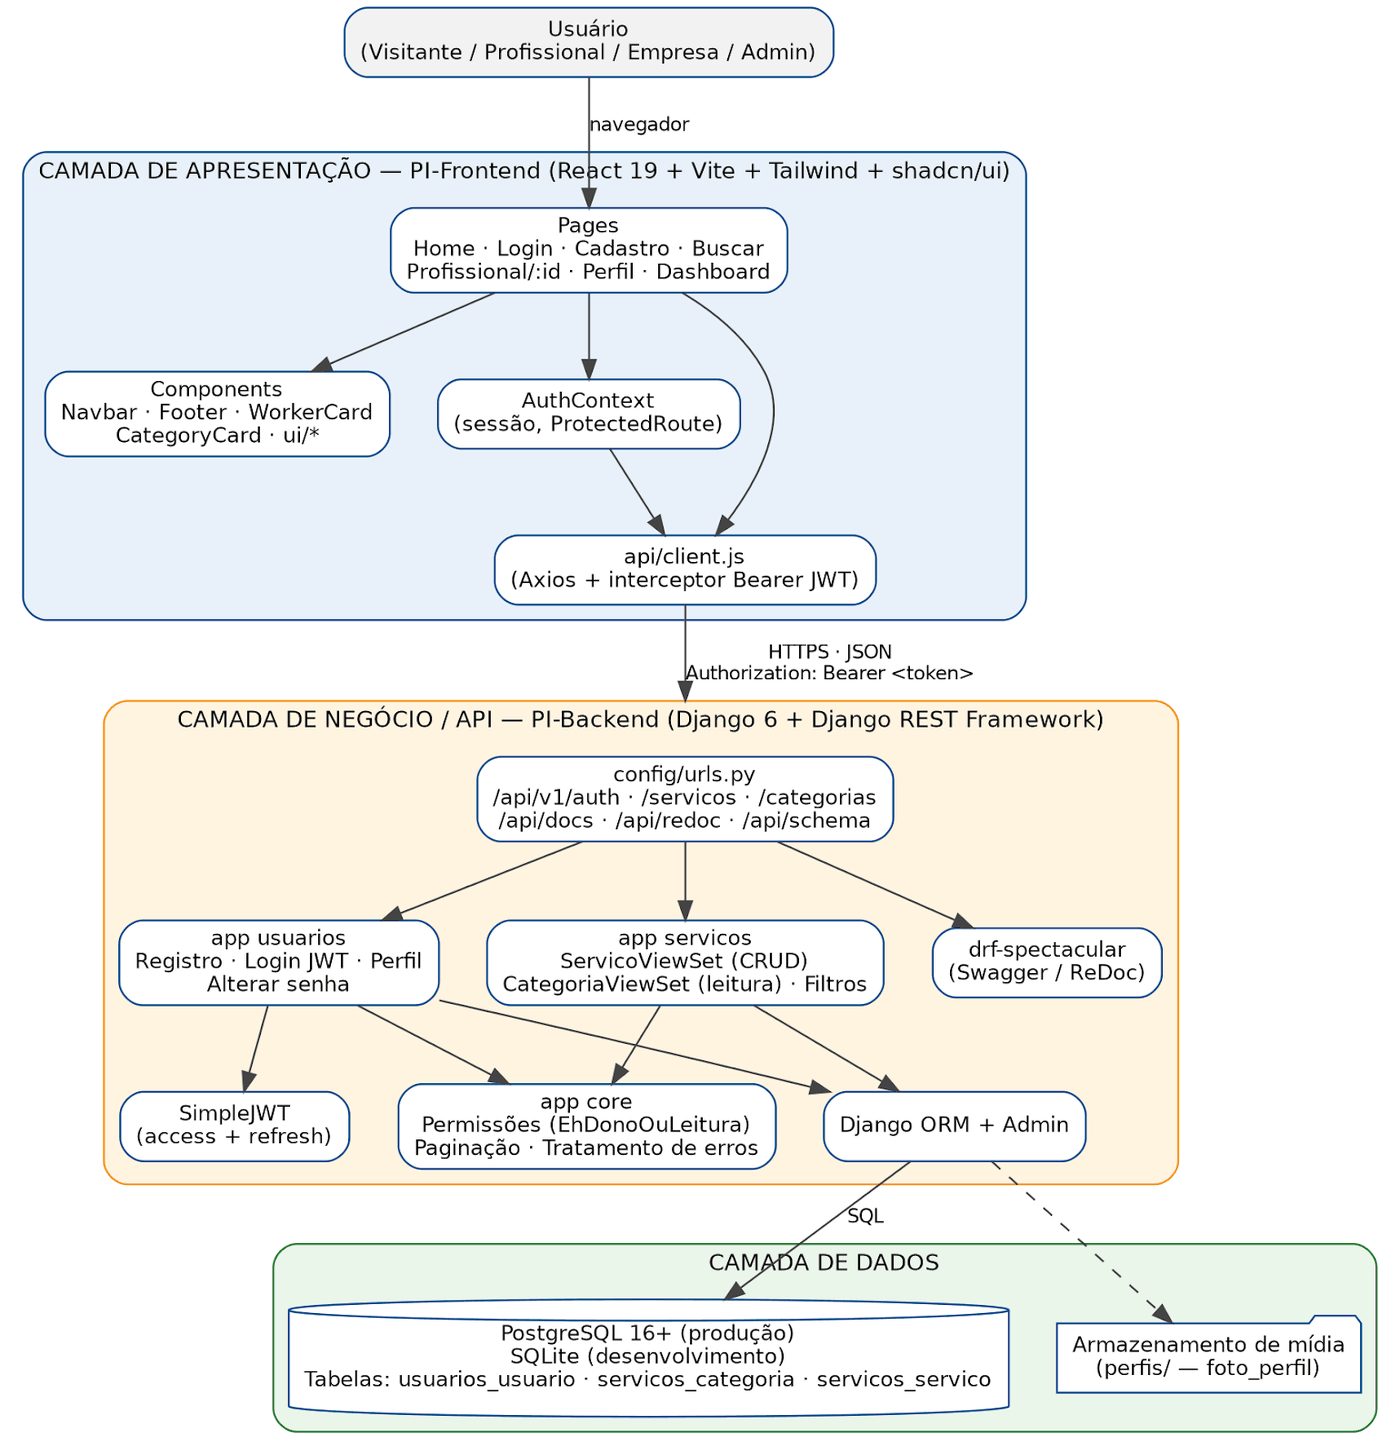 Usuário
(Visitante / Profissional / Empresa / Admin)
navegador
CAMADA DE APRESENTAÇÃO — PI-Frontend (React 19 + Vite + Tailwind + shadcn/ui)
Pages
Home · Login · Cadastro · Buscar
Profissional/:id · Perfil · Dashboard
Components
Navbar · Footer · WorkerCard
CategoryCard · ui/*
AuthContext
(sessão, ProtectedRoute)
api/client.js
(Axios + interceptor Bearer JWT)
HTTPS · JSON
Authorization: Bearer <token>
CAMADA DE NEGÓCIO / API — PI-Backend (Django 6 + Django REST Framework)
config/urls.py
/api/v1/auth · /servicos · /categorias
/api/docs · /api/redoc · /api/schema
app usuarios
Registro · Login JWT · Perfil
Alterar senha
app servicos
ServicoViewSet (CRUD)
CategoriaViewSet (leitura) · Filtros
drf-spectacular
(Swagger / ReDoc)
SimpleJWT
(access + refresh)
app core
Permissões (EhDonoOuLeitura)
Paginação · Tratamento de erros
Django ORM + Admin
SQL
CAMADA DE DADOS
PostgreSQL 16+ (produção)
SQLite (desenvolvimento)
Tabelas: usuarios_usuario · servicos_categoria · servicos_servico
Armazenamento de mídia
(perfis/ — foto_perfil)